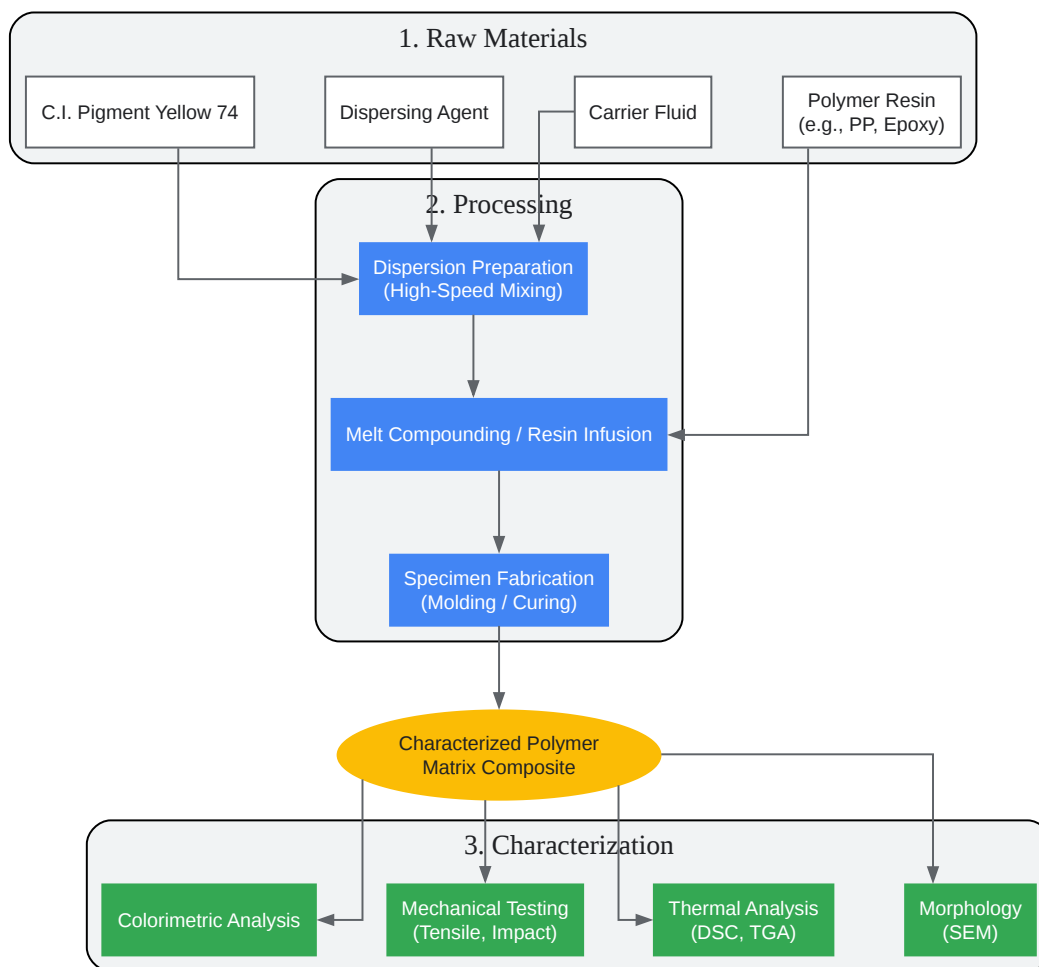 1. Raw Materials
C.I. Pigment Yellow 74
Dispersing Agent
Carrier Fluid
Polymer Resin
(e.g., PP, Epoxy)
2. Processing
Dispersion Preparation
(High-Speed Mixing)
Melt Compounding / Resin Infusion
Specimen Fabrication
(Molding / Curing)
Characterized Polymer
Matrix Composite
3. Characterization
Colorimetric Analysis
Mechanical Testing
(Tensile, Impact)
Thermal Analysis
(DSC, TGA)
Morphology
(SEM)